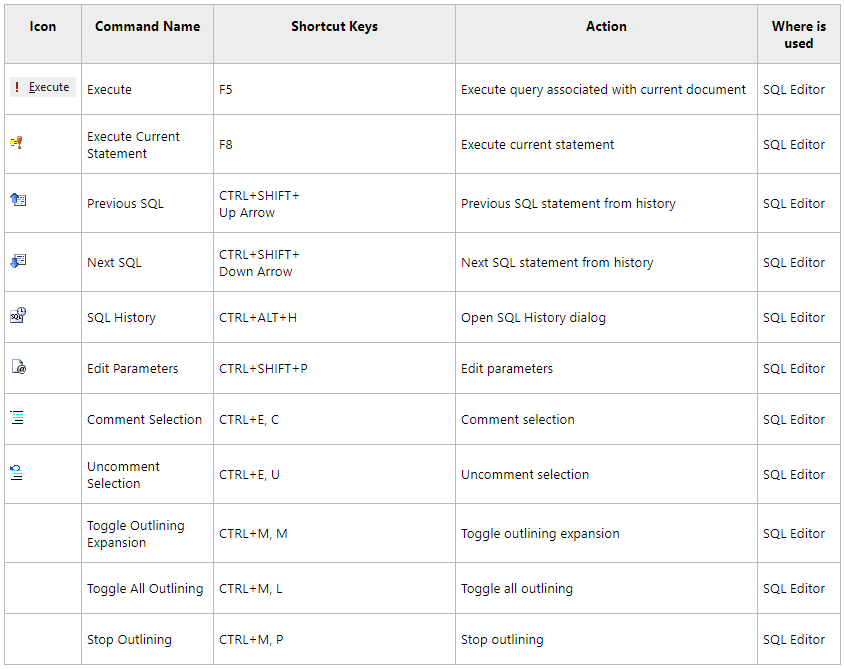 Icon Command Name Shortcut Keys Action Where is
used
Execute Execute F5 Execute query associated with current document SQL Editor
Execute Current
Statement F8 Execute current statement SQL Editor
Previous SQL CTRL+SHIFT+
Up Arrow Previous SQL statement from history SQL Editor
Next SQL CTRL+SHIFT+
Down Arrow Next SQL statement from history SQL Editor
SQL SQL History CTRL+ALT+H Open SQL History dialog SQL Editor
@ Edit Parameters CTRL+SHIFT+P Edit parameters SQL Editor
Comment Selection CTRL+E, C Comment selection SQL Editor
Uncomment
Selection CTRL+E, U Uncomment selection SQL Editor
Toggle Outlining
Expansion CTRL+M, M Toggle outlining expansion SQL Editor
Toggle All Outlining CTRL+M, L Toggle all outlining SQL Editor
Stop Outlining CTRL+M, P Stop outlining SQL Editor